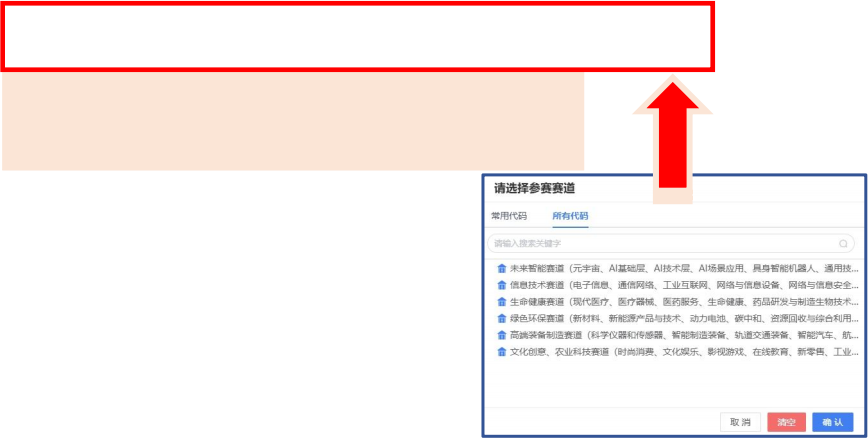 请选择参赛赛道
常用代码 所有代码
请输入搜索关键字
未来智能赛道（元宇宙、AI基础层、AI技术层、AI场景应用、具身智能机器人、通用技...
信息技术赛道（电子信息、通信网络、工业互联网、网络与信息设备、网络与信息安全...
生命健康赛道（现代医疗、医疗器械、医药服务、生命健康、药品研发与制造生物技术...
绿色环保赛道（新材料、新能源产品与技术、动力电池、碳中和、资源回收与综合利用...
高端装备制造赛道（科学仪器和传感器、智能制造装备、轨道交通装备、智能汽车、航...
文化创意、农业科技赛道（时尚消费、文化娱乐、影视游戏、在线教育、新零售、工业...
取消 清空 确认